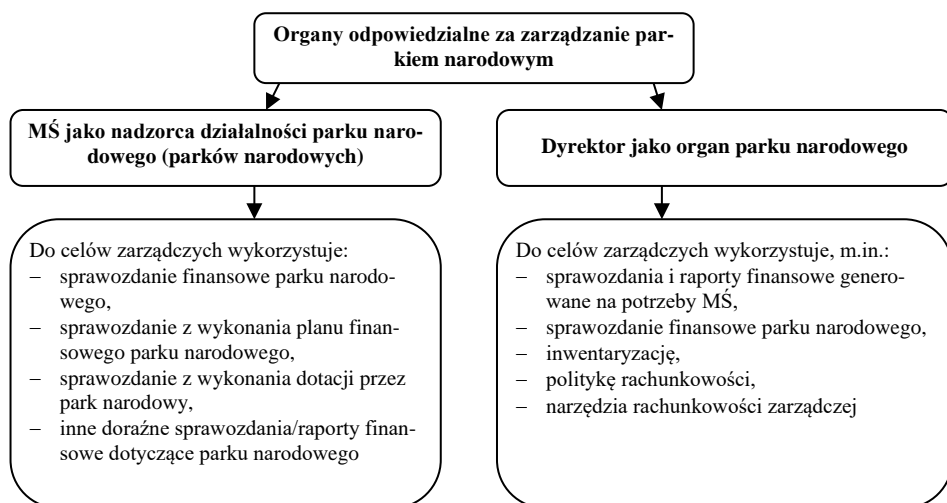 Organy odpowiedzialne za zarządzanie par-
kiem narodowym
MŚ jako nadzorca działalności parku naro-
dowego (parków narodowych)
Dyrektor jako organ parku narodowego
Do celów zarządczych wykorzystuje:
– sprawozdanie finansowe parku narodo-
wego,
– sprawozdanie z wykonania planu finan-
sowego parku narodowego,
– sprawozdanie z wykonania dotacji przez
park narodowy,
– inne doraźne sprawozdania/raporty finan-
sowe dotyczące parku narodowego
Do celów zarządczych wykorzystuje, m.in.:
– sprawozdania i raporty finansowe genero-
wane na potrzeby MŚ,
– sprawozdanie finansowe parku narodowego,
– inwentaryzację,
– politykę rachunkowości,
– narzędzia rachunkowości zarządczej